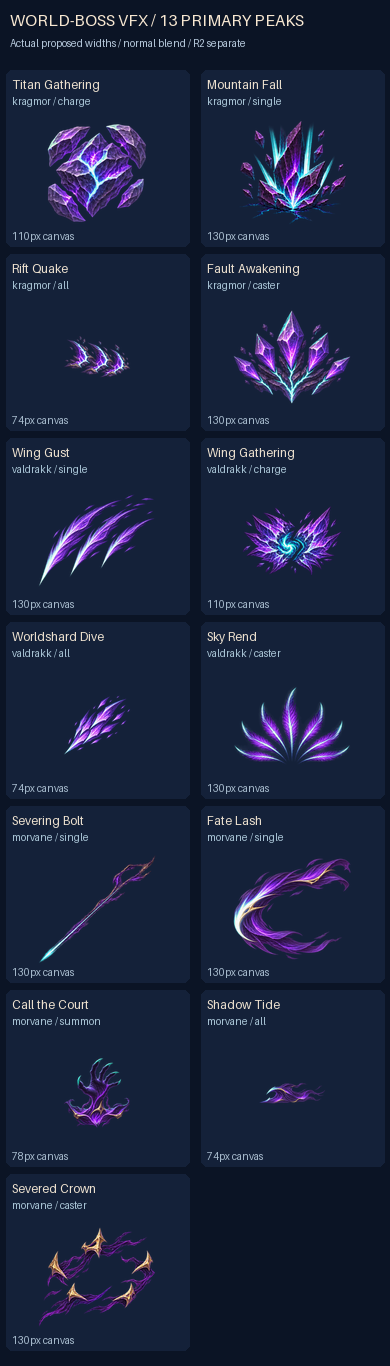 WORLD-BOSS VFX / 13 PRIMARY PEAKS
Actual proposed widths / normal blend / R2 separate
Titan Gathering
kragmor / charge
110px canvas
Mountain Fall
kragmor / single
130px canvas
Rift Quake
kragmor / all
74px canvas
Fault Awakening
kragmor / caster
130px canvas
Wing Gust
valdrakk / single
130px canvas
Wing Gathering
valdrakk / charge
110px canvas
Worldshard Dive
valdrakk / all
74px canvas
Sky Rend
valdrakk / caster
130px canvas
Severing Bolt
morvane / single
130px canvas
Fate Lash
morvane / single
130px canvas
Call the Court
morvane / summon
78px canvas
Shadow Tide
morvane / all
74px canvas
Severed Crown
morvane / caster
130px canvas